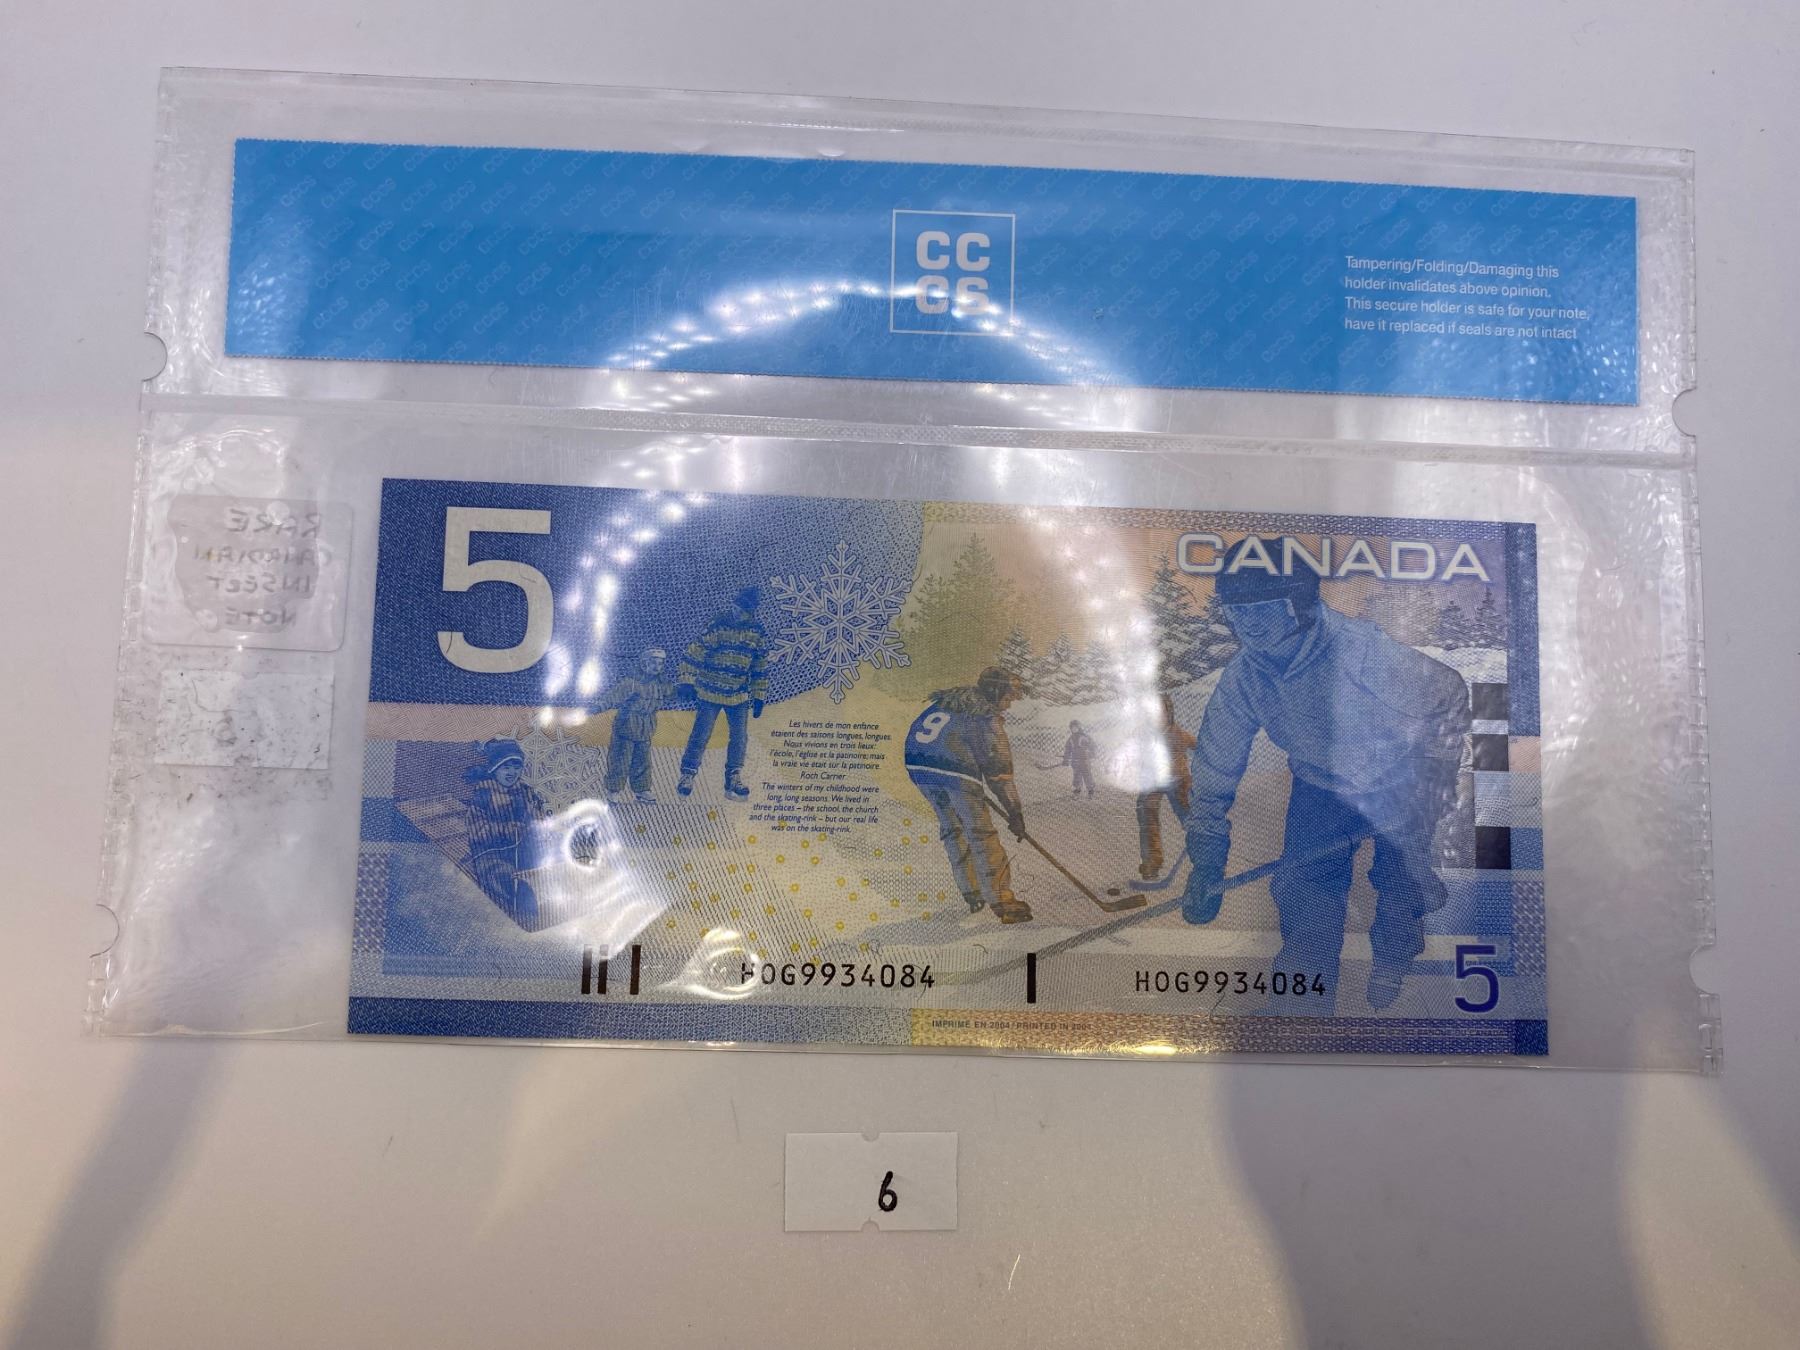 CC
CS
Tampering/Folding/Damaging this
holder invalidates above opinion.
This secure holder is safe for your note,
have it replaced if seals are not intact
RARE
CANADIAN
INSERT
NOTE
5
CANADA
9
Les hivers de mon enfance
étaient des saisons longues, longues.
Nous vivions en trois lieux:
l'école, l'église et la patinoire; mais
la vraie vie était sur la patinoire.
Roch Carrier
The winters of my childhood were
long, long seasons. We lived in
three places – the school, the church
and the skating-rink – but our real life
was on the skating-rink.
HOG9934084
HOG9934084
5
IMPRIMÉ EN 2004 / PRINTED IN 2004
6